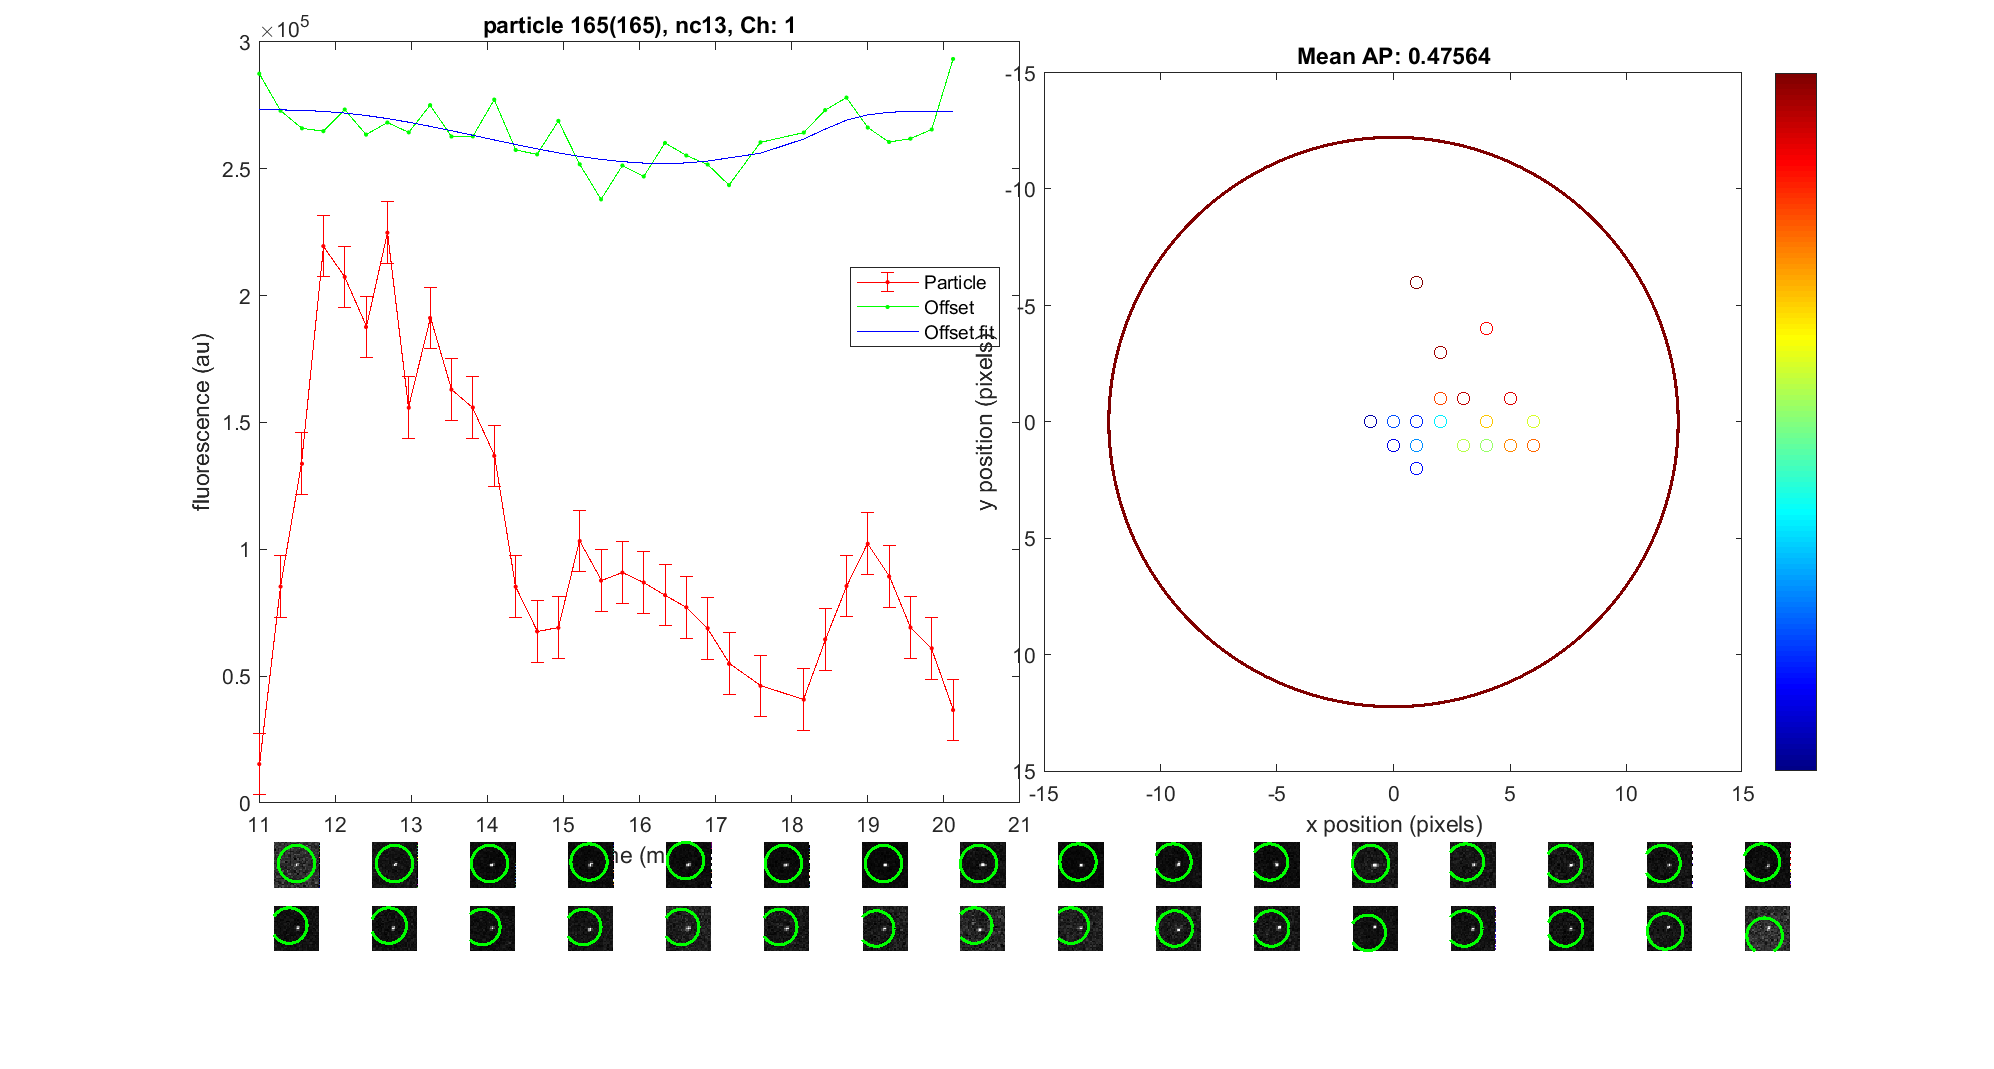 particle 165(165), nc13, Ch: 1
×10^5
3
2.5
2
1.5
1
0.5
0
fluorescence (au)
11 12 13 14 15 16 17 18 19 20 21
Particle
Offset
Offset fit
Mean AP: 0.47564
-15
-10
-5
0
5
10
15
y position (pixels)
-15 -10 -5 0 5 10 15
x position (pixels)